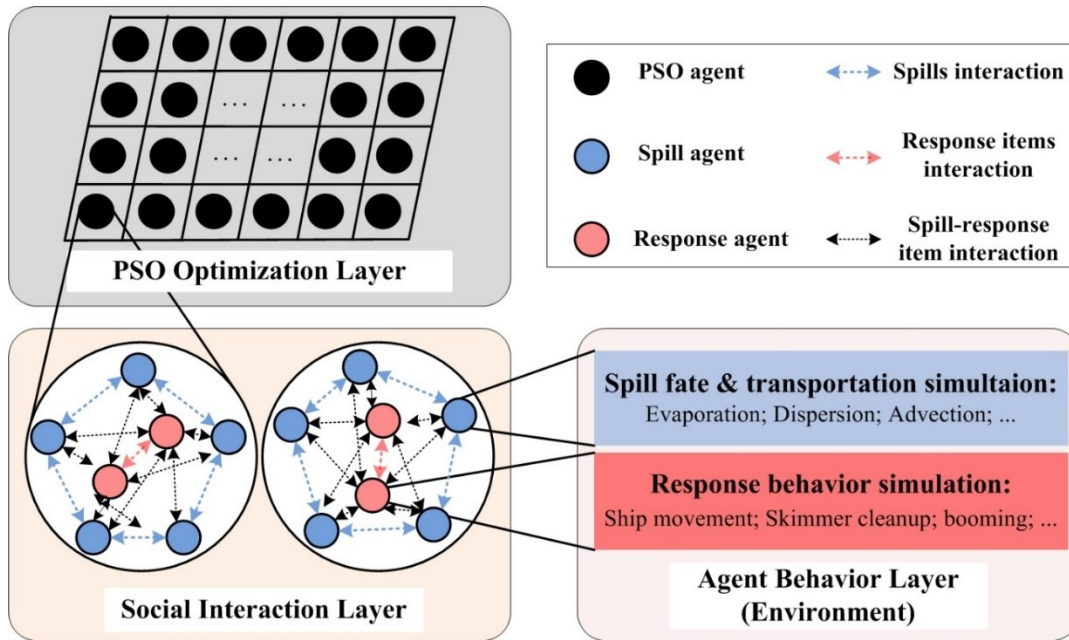 ... ...
... ...
PSO Optimization Layer
PSO agent
Spills interaction
Spill agent
Response items
interaction
Response agent
Spill-response
item interaction
Social Interaction Layer
Spill fate & transportation simultaion:
Evaporation; Dispersion; Advection; ...
Response behavior simulation:
Ship movement; Skimmer cleanup; booming; ...
Agent Behavior Layer
(Environment)